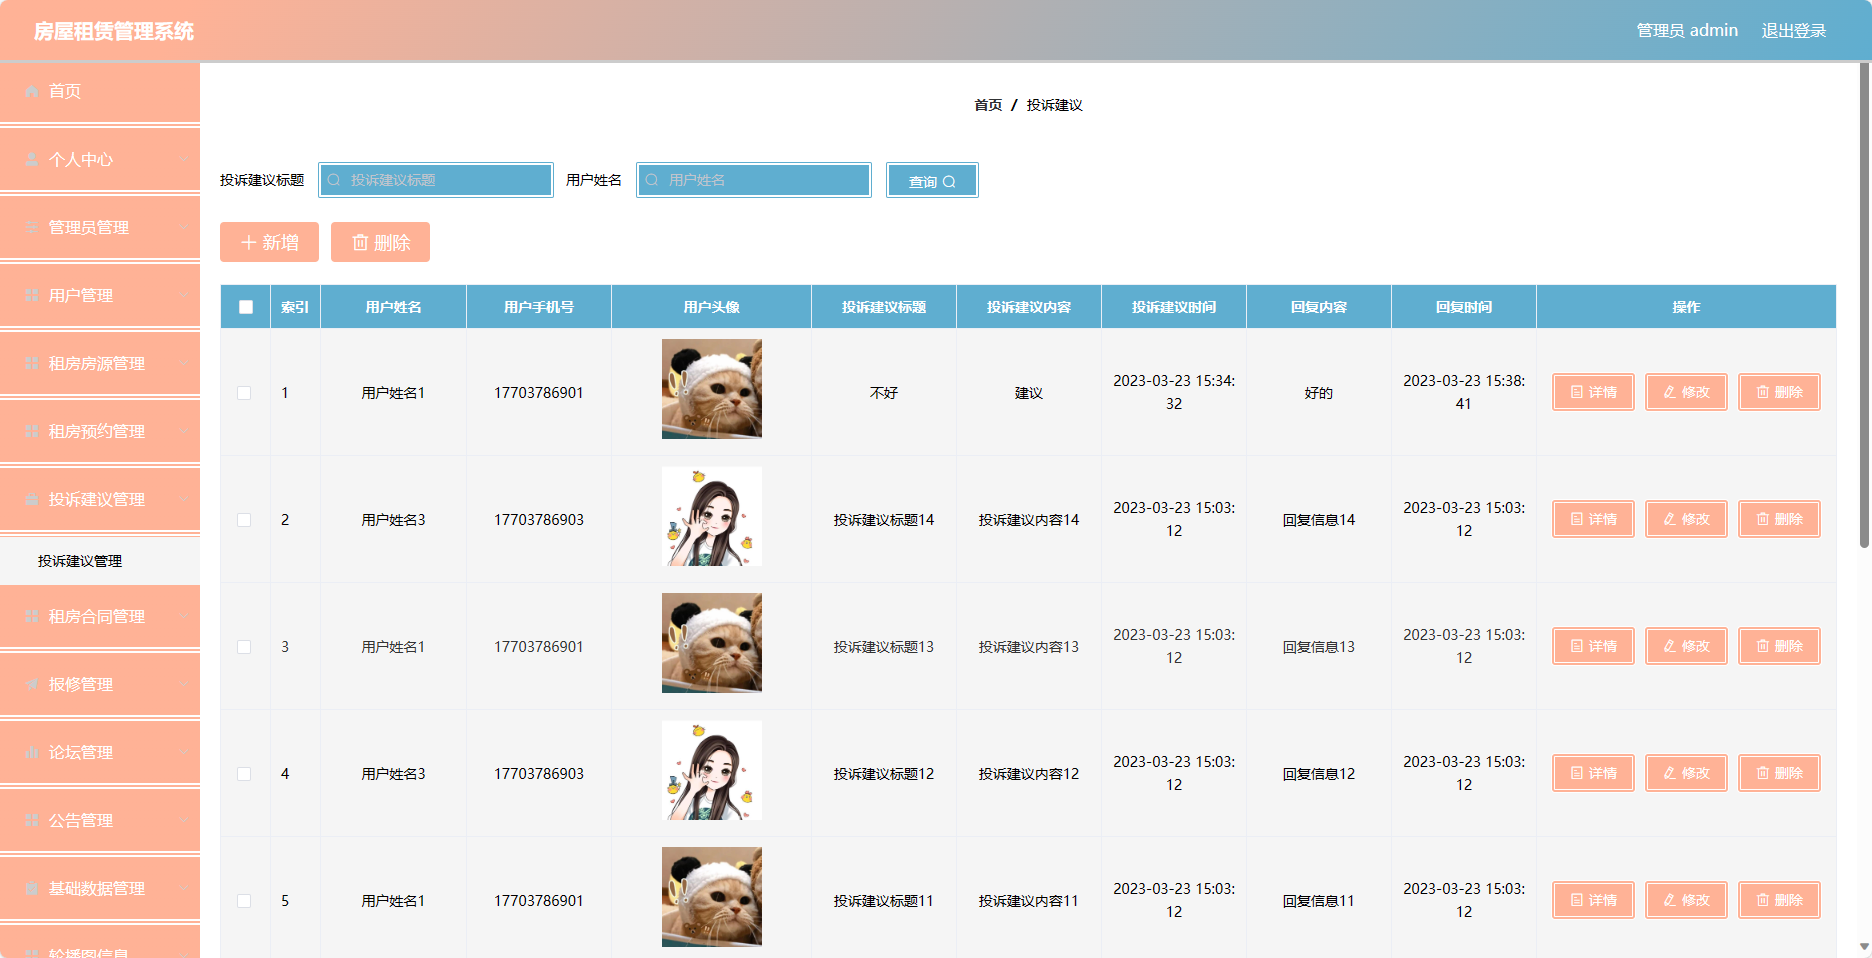 房屋租赁管理系统
管理员 admin 退出登录
首页
个人中心
管理员管理
用户管理
租房房源管理
租房预约管理
投诉建议管理
投诉建议管理
租房合同管理
报修管理
论坛管理
公告管理
基础数据管理
轮播图信息
首页 / 投诉建议
投诉建议标题 投诉建议标题 用户姓名 用户姓名 查询
新增 删除
索引 用户姓名 用户手机号 用户头像 投诉建议标题 投诉建议内容 投诉建议时间 回复内容 回复时间 操作
1 用户姓名1 17703786901 不好 建议 2023-03-23 15:34:32 好的 2023-03-23 15:38:41 详情 修改 删除
2 用户姓名3 17703786903 投诉建议标题14 投诉建议内容14 2023-03-23 15:03:12 回复信息14 2023-03-23 15:03:12 详情 修改 删除
3 用户姓名1 17703786901 投诉建议标题13 投诉建议内容13 2023-03-23 15:03:12 回复信息13 2023-03-23 15:03:12 详情 修改 删除
4 用户姓名3 17703786903 投诉建议标题12 投诉建议内容12 2023-03-23 15:03:12 回复信息12 2023-03-23 15:03:12 详情 修改 删除
5 用户姓名1 17703786901 投诉建议标题11 投诉建议内容11 2023-03-23 15:03:12 回复信息11 2023-03-23 15:03:12 详情 修改 删除